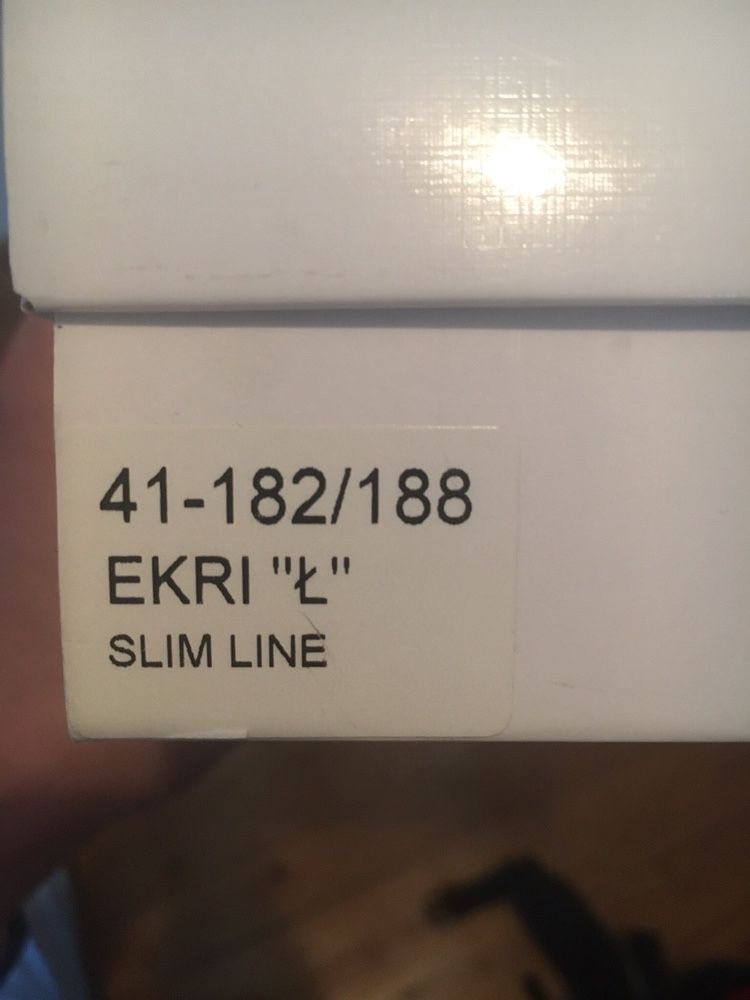 41-182/188
EKRI "Ł"
SLIM LINE